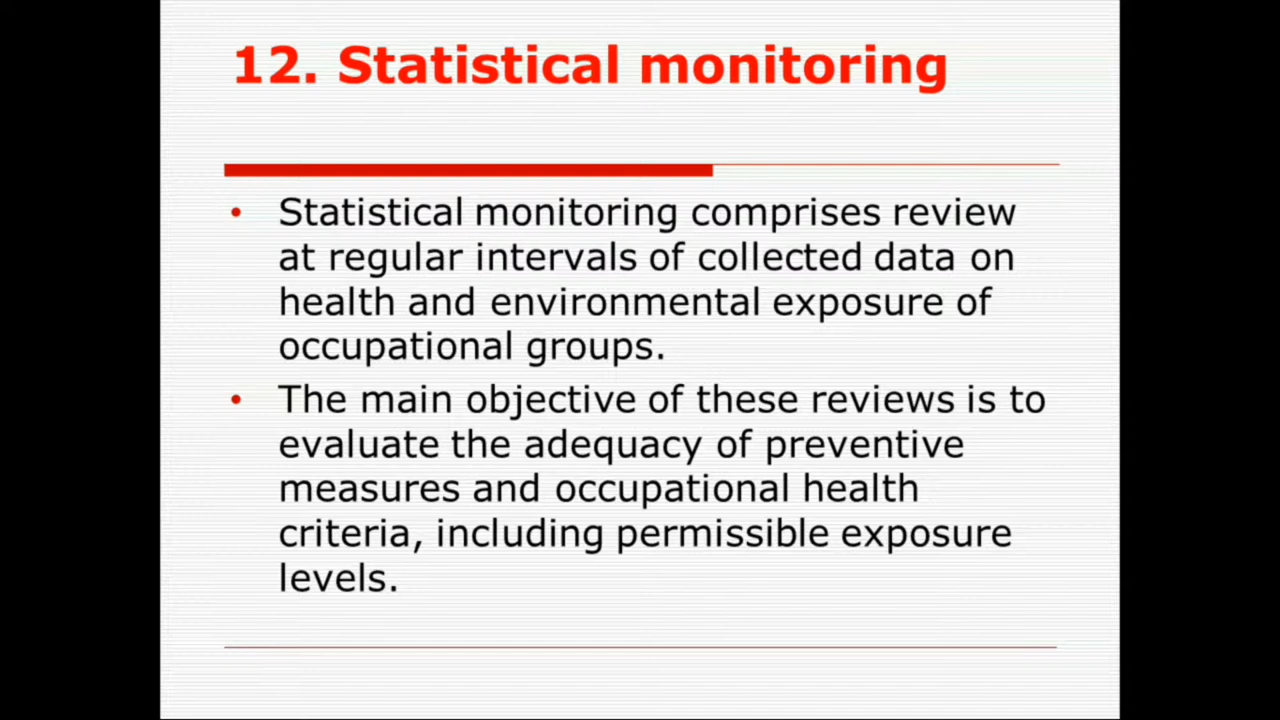 12. Statistical monitoring
• Statistical monitoring comprises review
at regular intervals of collected data on
health and environmental exposure of
occupational groups.
• The main objective of these reviews is to
evaluate the adequacy of preventive
measures and occupational health
criteria, including permissible exposure
levels.